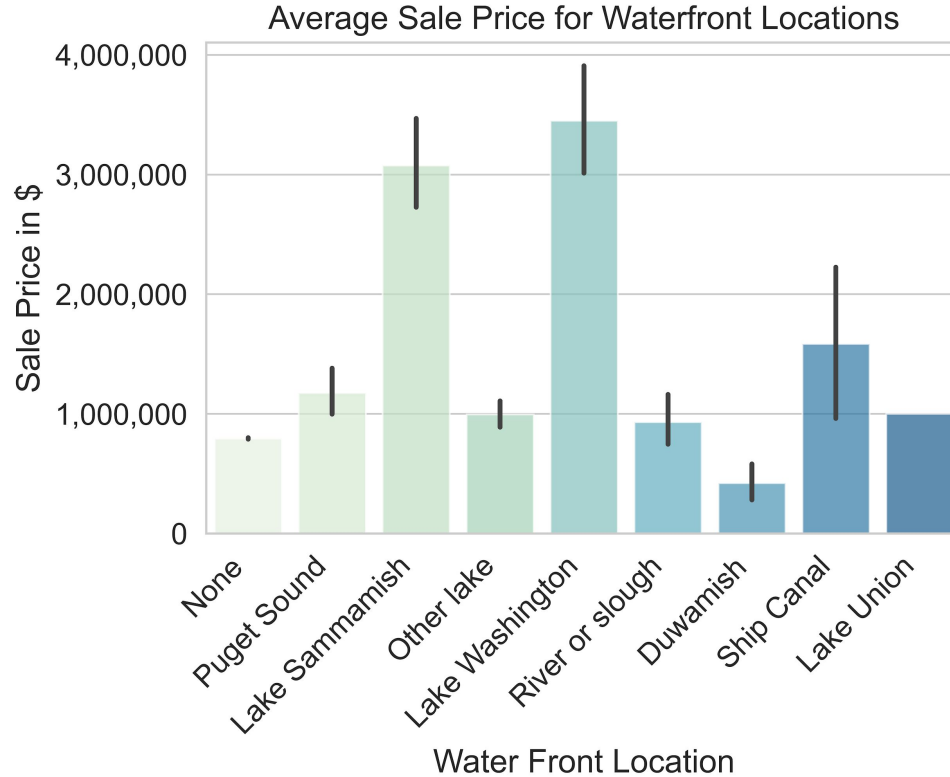 Average Sale Price for Waterfront Locations
4,000,000
3,000,000
2,000,000
1,000,000
0
Sale Price in $
None
Puget Sound
Lake Sammamish
Other lake
Lake Washington
River or slough
Duwamish
Ship Canal
Lake Union
Water Front Location